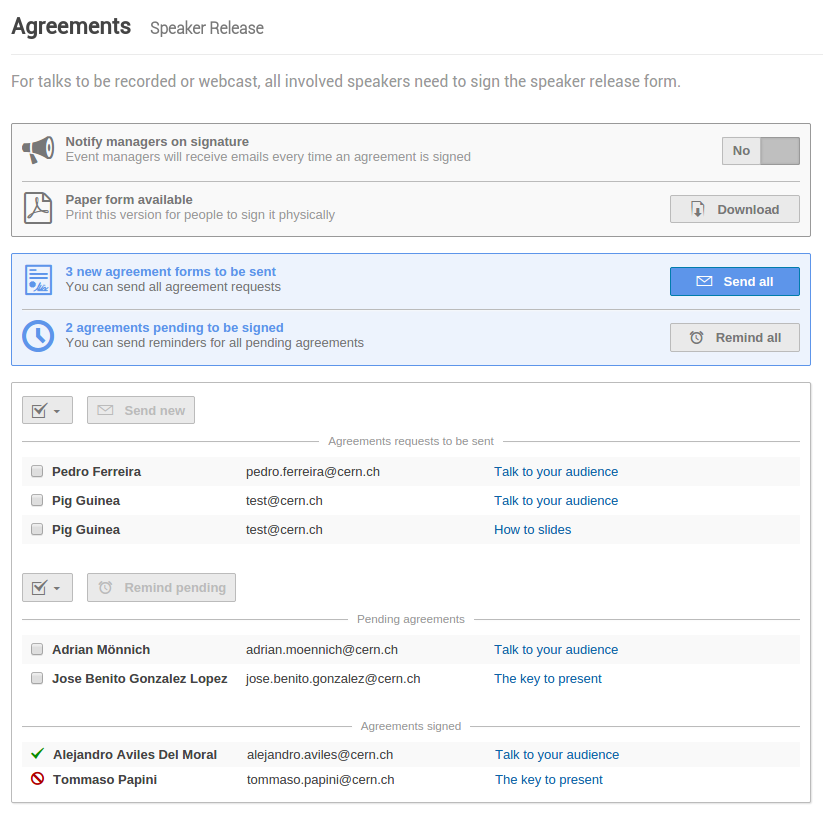 Agreements Speaker Release
For talks to be recorded or webcast, all involved speakers need to sign the speaker release form.
Notify managers on signature
Event managers will receive emails every time an agreement is signed
No
Paper form available
Print this version for people to sign it physically
Download
3 new agreement forms to be sent
You can send all agreement requests
Send all
2 agreements pending to be signed
You can send reminders for all pending agreements
Remind all
Send new
Agreements requests to be sent
Pedro Ferreira pedro.ferreira@cern.ch Talk to your audience
Pig Guinea test@cern.ch Talk to your audience
Pig Guinea test@cern.ch How to slides
Remind pending
Pending agreements
Adrian Mönnich adrian.moennich@cern.ch Talk to your audience
Jose Benito Gonzalez Lopez jose.benito.gonzalez@cern.ch The key to present
Agreements signed
Alejandro Aviles Del Moral alejandro.aviles@cern.ch Talk to your audience
Tommaso Papini tommaso.papini@cern.ch The key to present